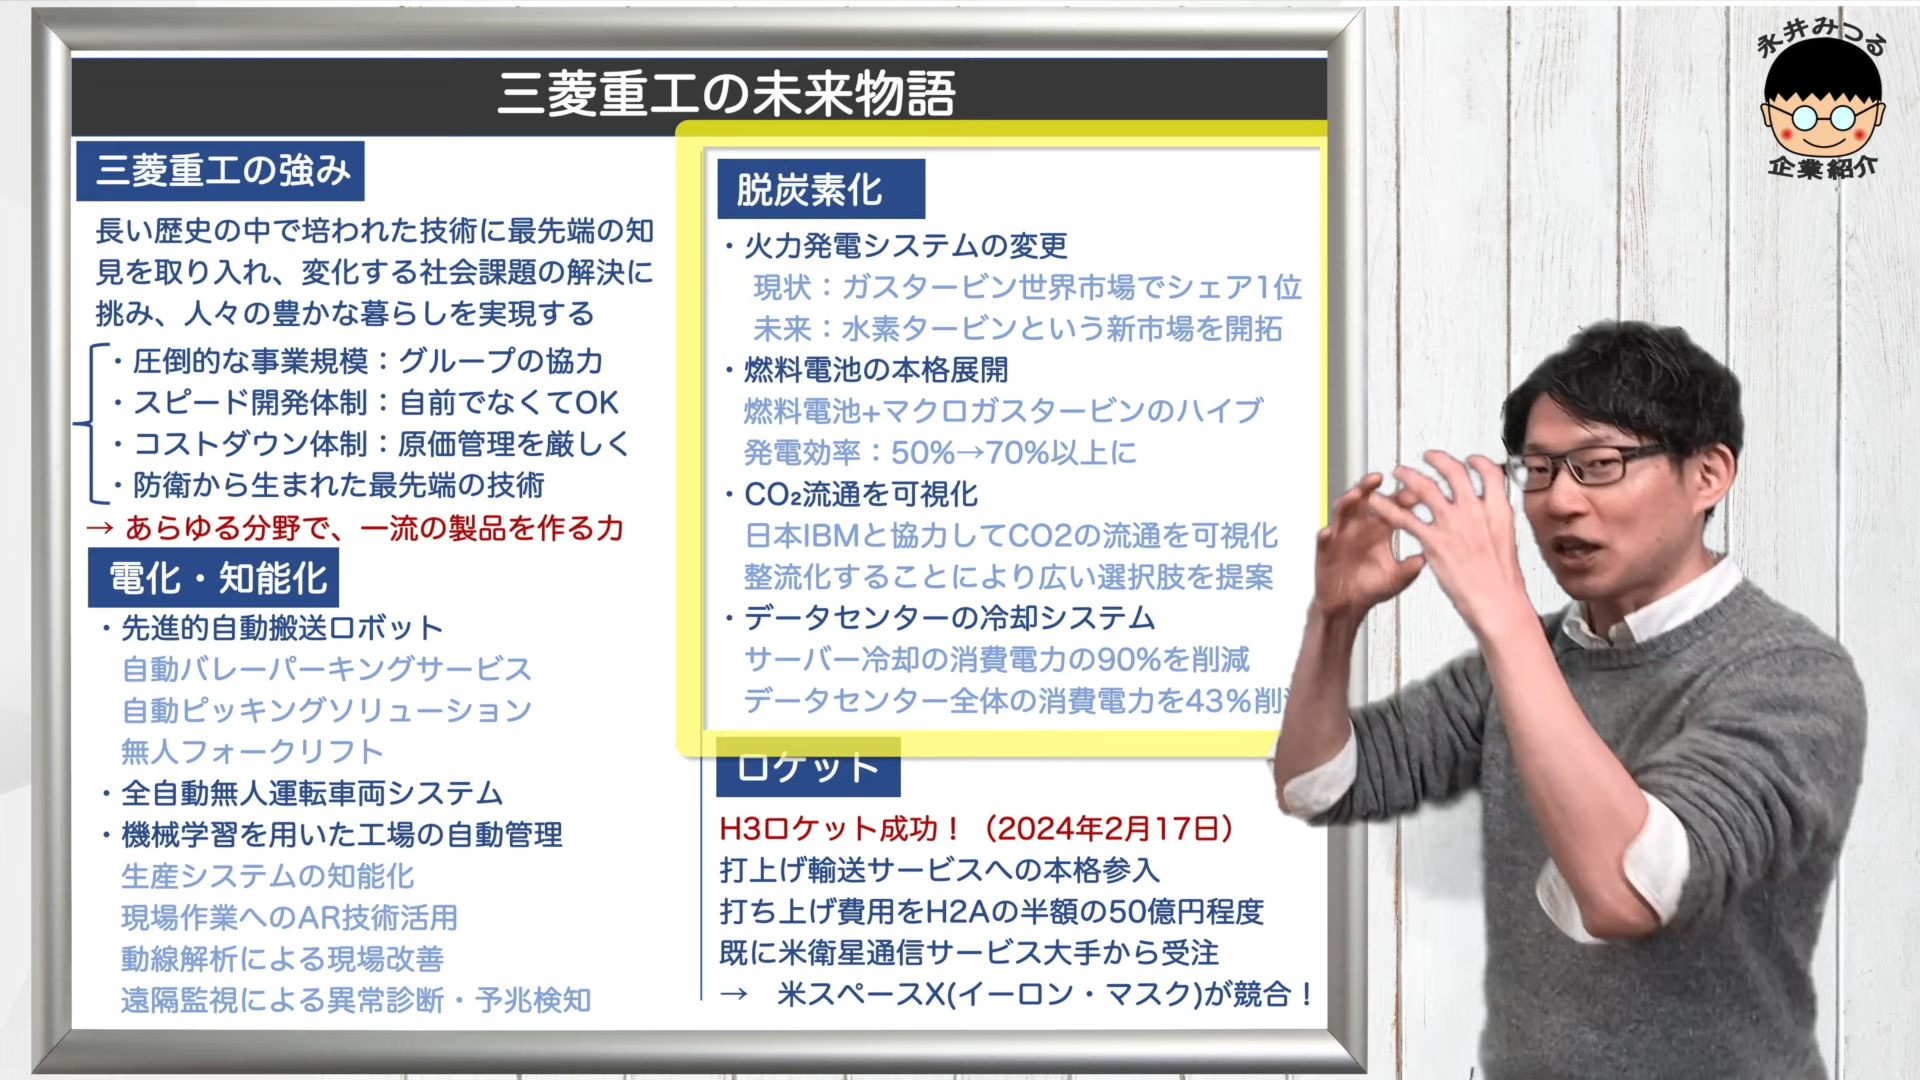 三菱重工の未来物語
三菱重工の強み
長い歴史の中で培われた技術に最先端の知
見を取り入れ、変化する社会課題の解決に
挑み、人々の豊かな暮らしを実現する
・圧倒的な事業規模：グループの協力
・スピード開発体制：自前でなくてOK
・コストダウン体制：原価管理を厳しく
・防衛から生まれた最先端の技術
→ あらゆる分野で、一流の製品を作る力
電化・知能化
・先進的自動搬送ロボット
自動バレーパーキングサービス
自動ピッキングソリューション
無人フォークリフト
・全自動無人運転車両システム
・機械学習を用いた工場の自動管理
生産システムの知能化
現場作業へのAR技術活用
動線解析による現場改善
遠隔監視による異常診断・予兆検知
脱炭素化
・火力発電システムの変更
現状：ガスタービン世界市場でシェア1位
未来：水素タービンという新市場を開拓
・燃料電池の本格展開
燃料電池+マクロガスタービンのハイブ
発電効率：50%→70%以上に
・CO₂流通を可視化
日本IBMと協力してCO2の流通を可視化
整流化することにより広い選択肢を提案
・データセンターの冷却システム
サーバー冷却の消費電力の90%を削減
データセンター全体の消費電力を43%削
ロケット
H3ロケット成功！（2024年2月17日）
打上げ輸送サービスへの本格参入
打ち上げ費用をH2Aの半額の50億円程度
既に米衛星通信サービス大手から受注
→ 米スペースX(イーロン・マスク)が競合！
永井みつる
企業紹介